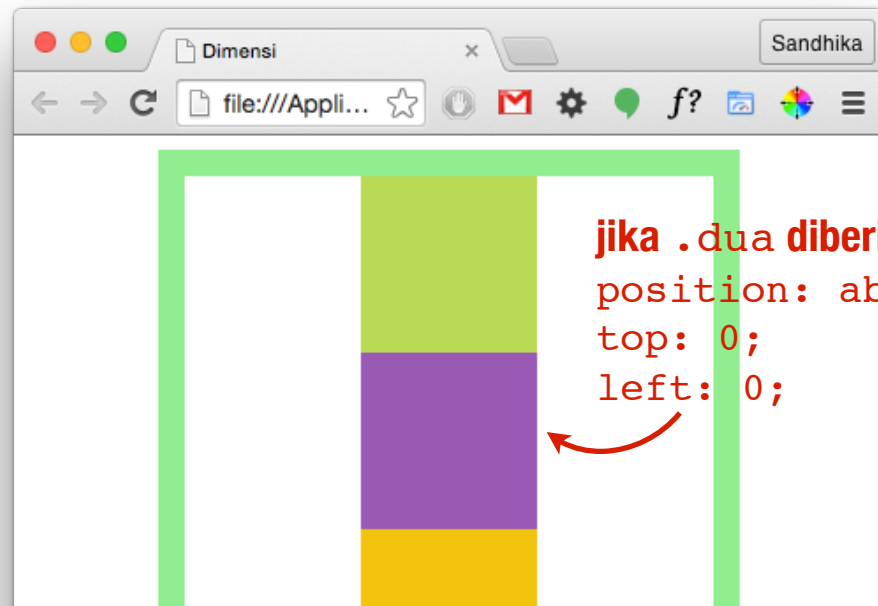 Dimensi
Sandhika
file:///Appli...
f?
jika .dua diberi
position: ab
top: 0;
left: 0;